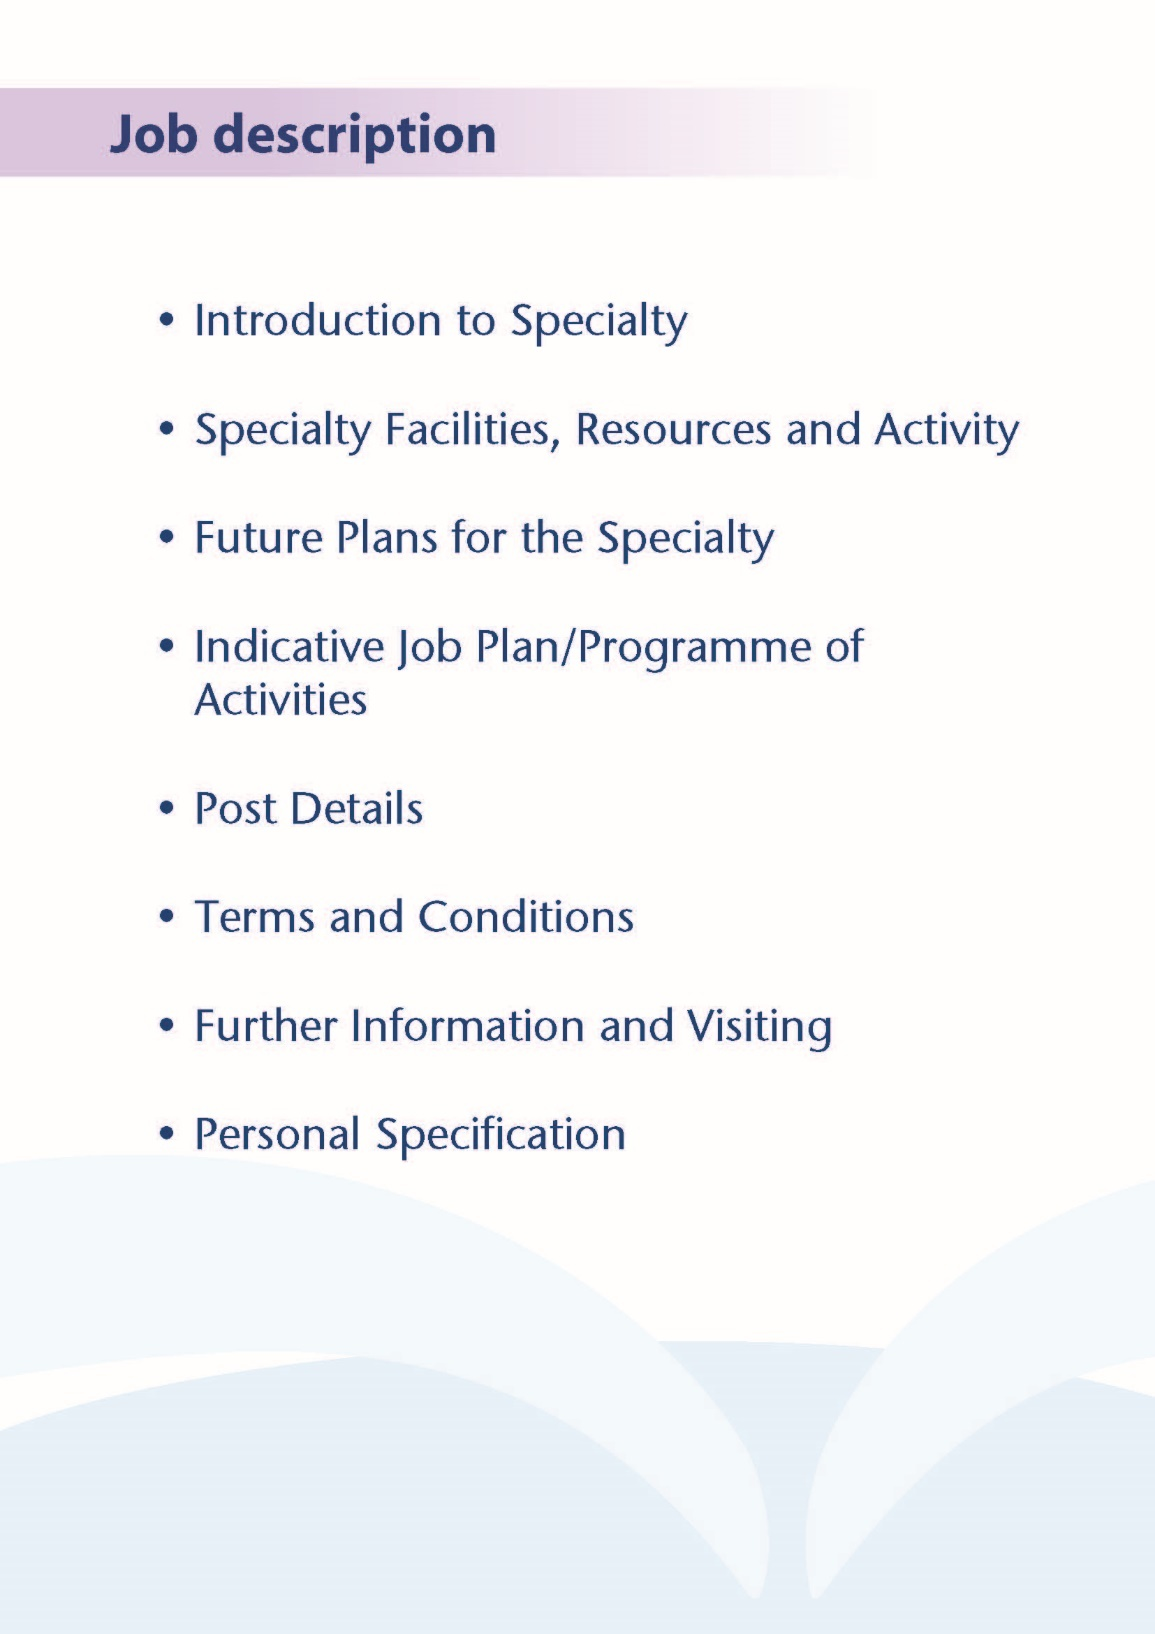 Job description
• Introduction to Specialty
• Specialty Facilities, Resources and Activity
• Future Plans for the Specialty
• Indicative Job Plan/Programme of
Activities
• Post Details
• Terms and Conditions
• Further Information and Visiting
• Personal Specification